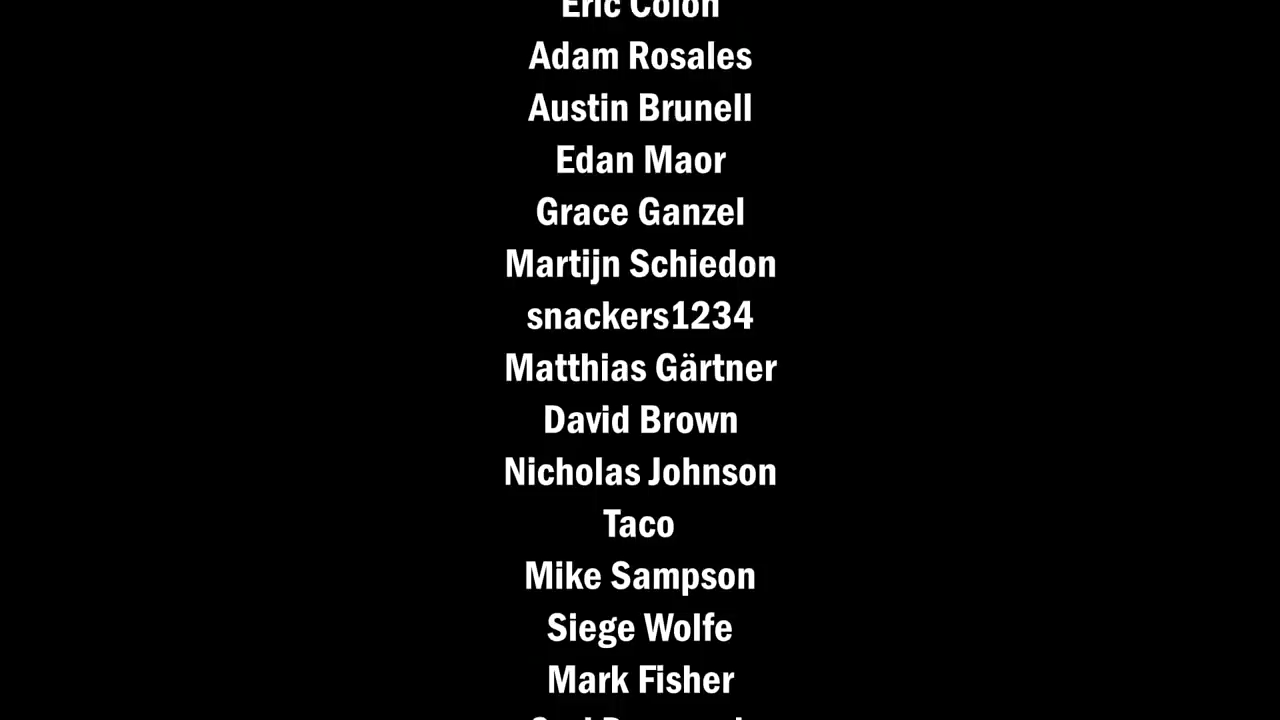 Eric Colon
Adam Rosales
Austin Brunell
Edan Maor
Grace Ganzel
Martijn Schiedon
snackers1234
Matthias Gärtner
David Brown
Nicholas Johnson
Taco
Mike Sampson
Siege Wolfe
Mark Fisher